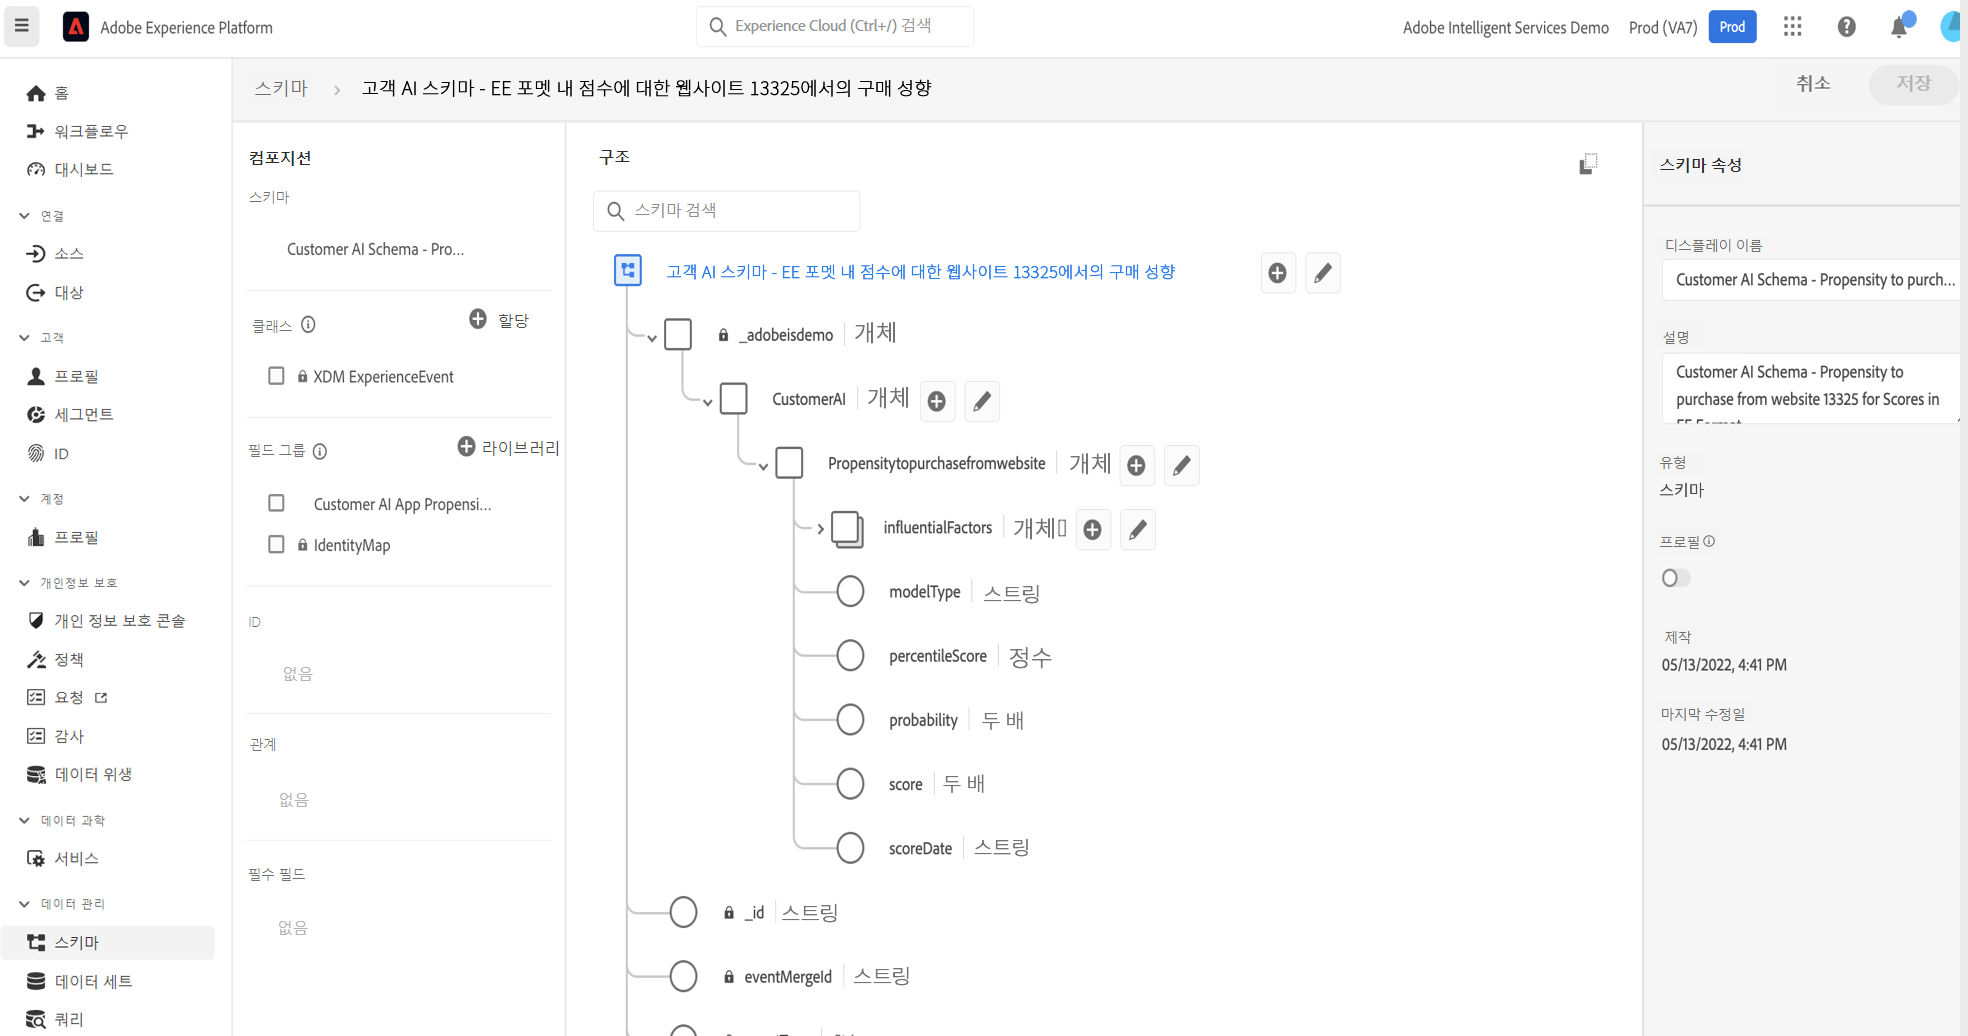 Adobe Experience Platform
Experience Cloud (Ctrl+/) 검색
Adobe Intelligent Services Demo
Prod (VA7)
Prod
홈
워크플로우
대시보드
연결
소스
대상
고객
프로필
세그먼트
ID
계정
프로필
개인정보 보호
개인 정보 보호 콘솔
정책
요청
감사
데이터 위생
데이터 과학
서비스
데이터 관리
스키마
데이터 세트
쿼리
스키마
고객 AI 스키마 - EE 포멧 내 점수에 대한 웹사이트 13325에서의 구매 성향
취소
저장
컴포지션
스키마
Customer AI Schema - Pro...
클래스
할당
XDM ExperienceEvent
필드 그룹
라이브러리
Customer AI App Propensi...
IdentityMap
ID
없음
관계
없음
필수 필드
없음
구조
스키마 검색
고객 AI 스키마 - EE 포멧 내 점수에 대한 웹사이트 13325에서의 구매 성향
_adobeisdemo 개체
CustomerAI 개체
Propensitytopurchasefromwebsite 개체
influentialFactors 개체
modelType 스트링
percentileScore 정수
probability 두 배
score 두 배
scoreDate 스트링
_id 스트링
eventMergeId 스트링
스키마 속성
디스플레이 이름
Customer AI Schema - Propensity to purch...
설명
Customer AI Schema - Propensity to
purchase from website 13325 for Scores in
EE Format
유형
스키마
프로필
제작
05/13/2022, 4:41 PM
마지막 수정일
05/13/2022, 4:41 PM